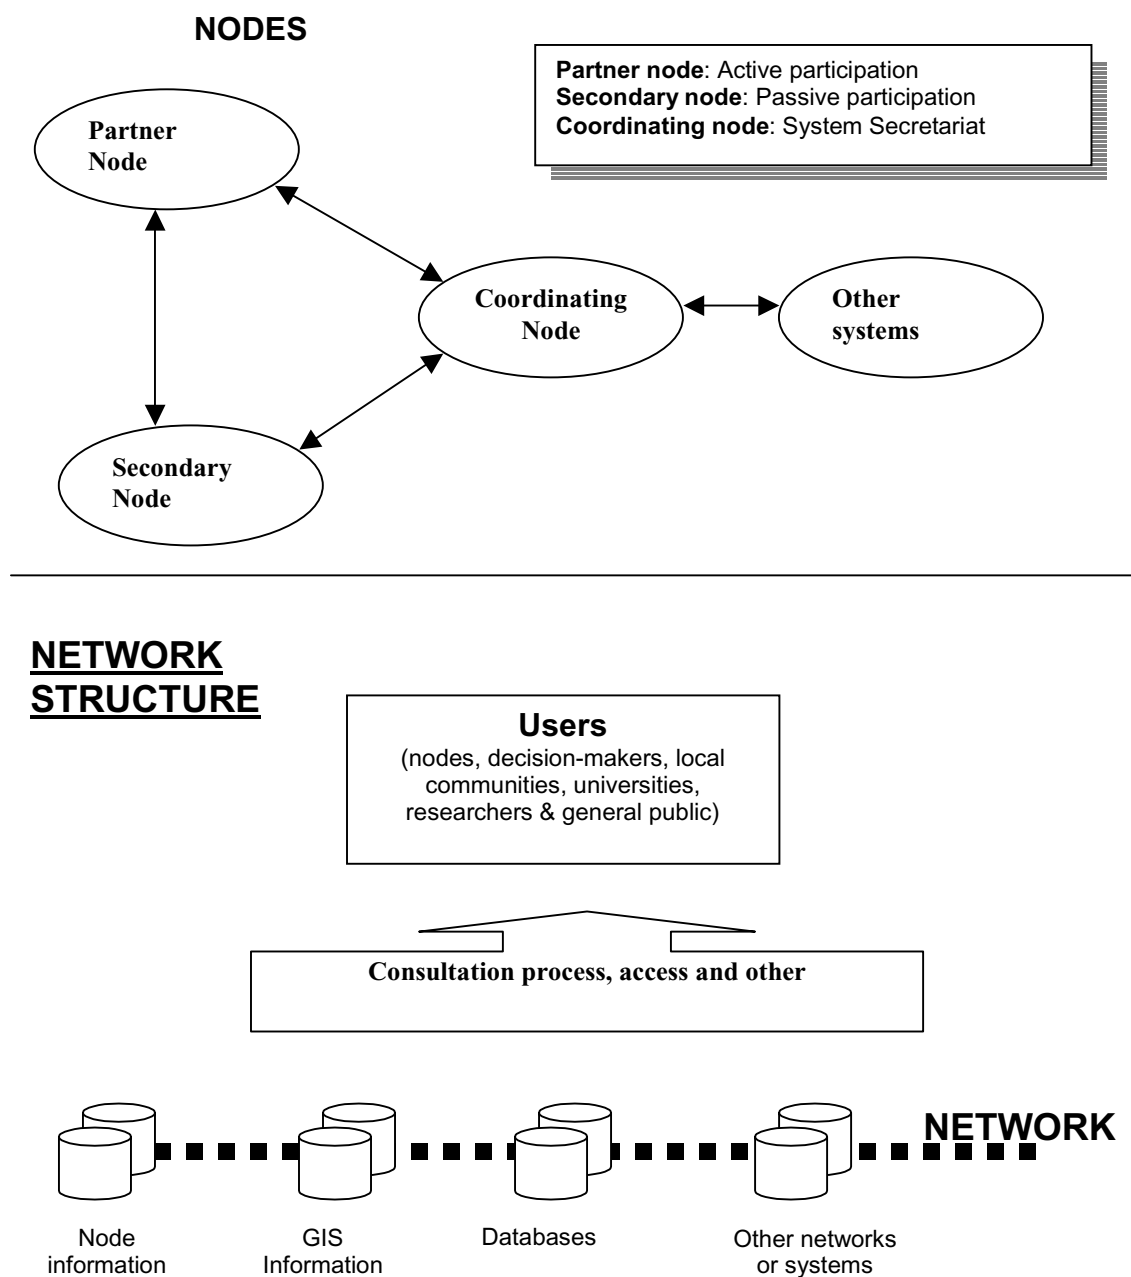 NODES
Partner node: Active participation
Secondary node: Passive participation
Coordinating node: System Secretariat
Partner
Node
Coordinating
Node
Other
systems
Secondary
Node
NETWORK
STRUCTURE
Users
(nodes, decision-makers, local
communities, universities,
researchers & general public)
Consultation process, access and other
NETWORK
Node
information
GIS
Information
Databases
Other networks
or systems